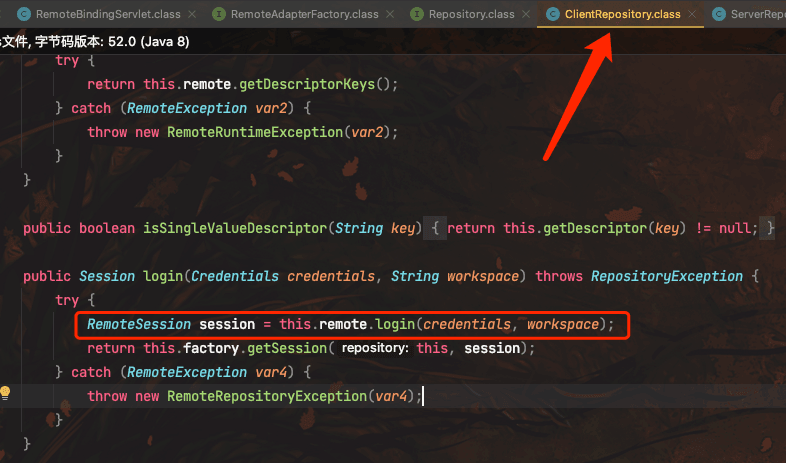 RemoteBindingServlet.class RemoteAdapterFactory.class Repository.class ClientRepository.class ServerRepo
s文件, 字节码版本: 52.0 (Java 8)
try {
return this.remote.getDescriptorKeys();
} catch (RemoteException var2) {
throw new RemoteRuntimeException(var2);
}
}
public boolean isSingleValueDescriptor(String key) { return this.getDescriptor(key) != null; }
public Session login(Credentials credentials, String workspace) throws RepositoryException {
try {
RemoteSession session = this.remote.login(credentials, workspace);
return this.factory.getSession( repository: this, session);
} catch (RemoteException var4) {
throw new RemoteRepositoryException(var4);
}
}